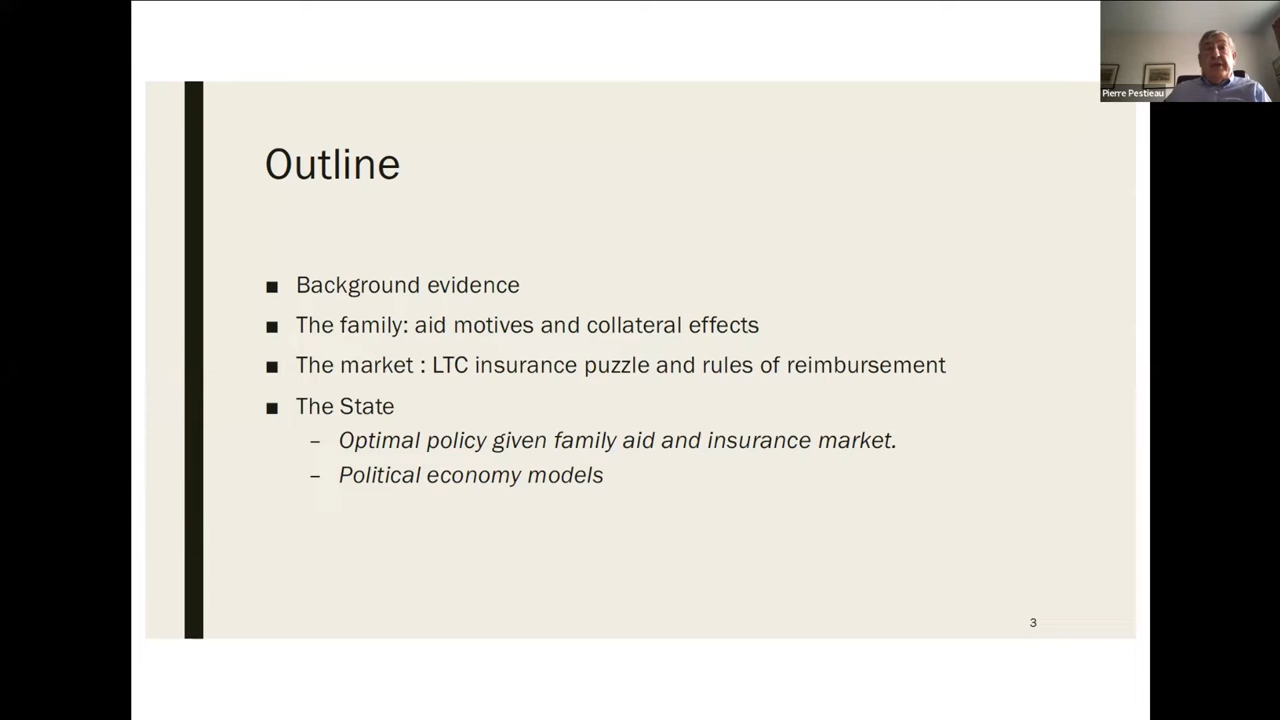 Pierre Pestieau
Outline
■ Background evidence
■ The family: aid motives and collateral effects
■ The market : LTC insurance puzzle and rules of reimbursement
■ The State
– Optimal policy given family aid and insurance market.
– Political economy models
3